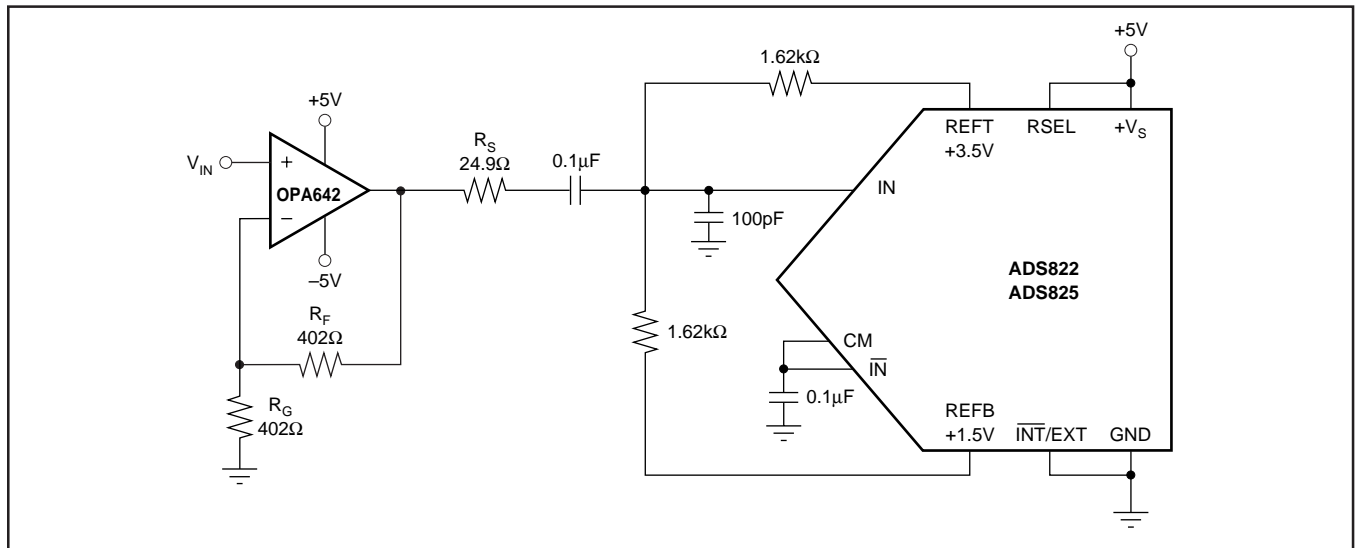 +5V
1.62kΩ
+5V
REFT
+3.5V
RSEL
+VS
RS
24.9Ω
0.1µF
VIN
+
OPA642
–
IN
100pF
–5V
ADS822
ADS825
RF
402Ω
1.62kΩ
CM
IN
0.1µF
RG
402Ω
REFB
+1.5V
INT/EXT
GND